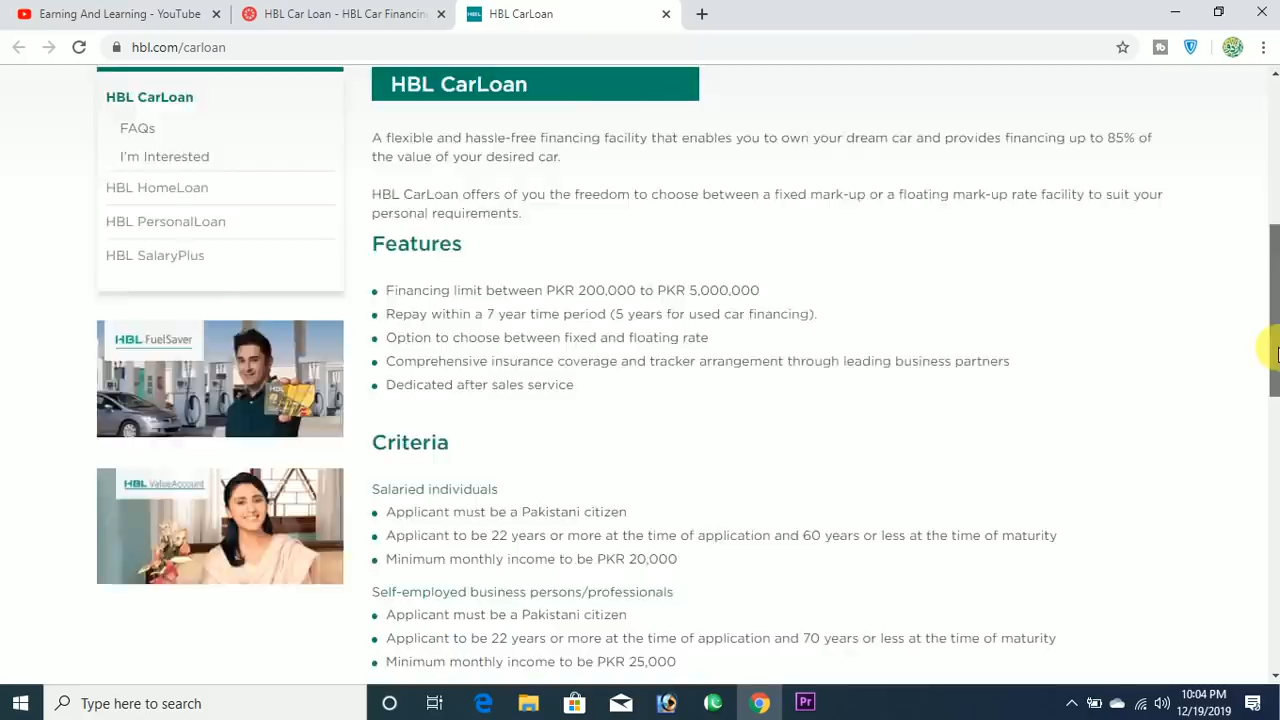 Earning And Learning - YouTube
HBL Car Loan - HBL Car Financin
HBL CarLoan
hbl.com/carloan
HBL CarLoan
FAQs
I'm Interested
HBL HomeLoan
HBL PersonalLoan
HBL SalaryPlus
HBL FuelSaver
HBL ValueAccount
HBL CarLoan
A flexible and hassle-free financing facility that enables you to own your dream car and provides financing up to 85% of
the value of your desired car.
HBL CarLoan offers of you the freedom to choose between a fixed mark-up or a floating mark-up rate facility to suit your
personal requirements.
Features
Financing limit between PKR 200,000 to PKR 5,000,000
Repay within a 7 year time period (5 years for used car financing).
Option to choose between fixed and floating rate
Comprehensive insurance coverage and tracker arrangement through leading business partners
Dedicated after sales service
Criteria
Salaried individuals
Applicant must be a Pakistani citizen
Applicant to be 22 years or more at the time of application and 60 years or less at the time of maturity
Minimum monthly income to be PKR 20,000
Self-employed business persons/professionals
Applicant must be a Pakistani citizen
Applicant to be 22 years or more at the time of application and 70 years or less at the time of maturity
Minimum monthly income to be PKR 25,000
Type here to search
Pr
10:04 PM
12/19/2019